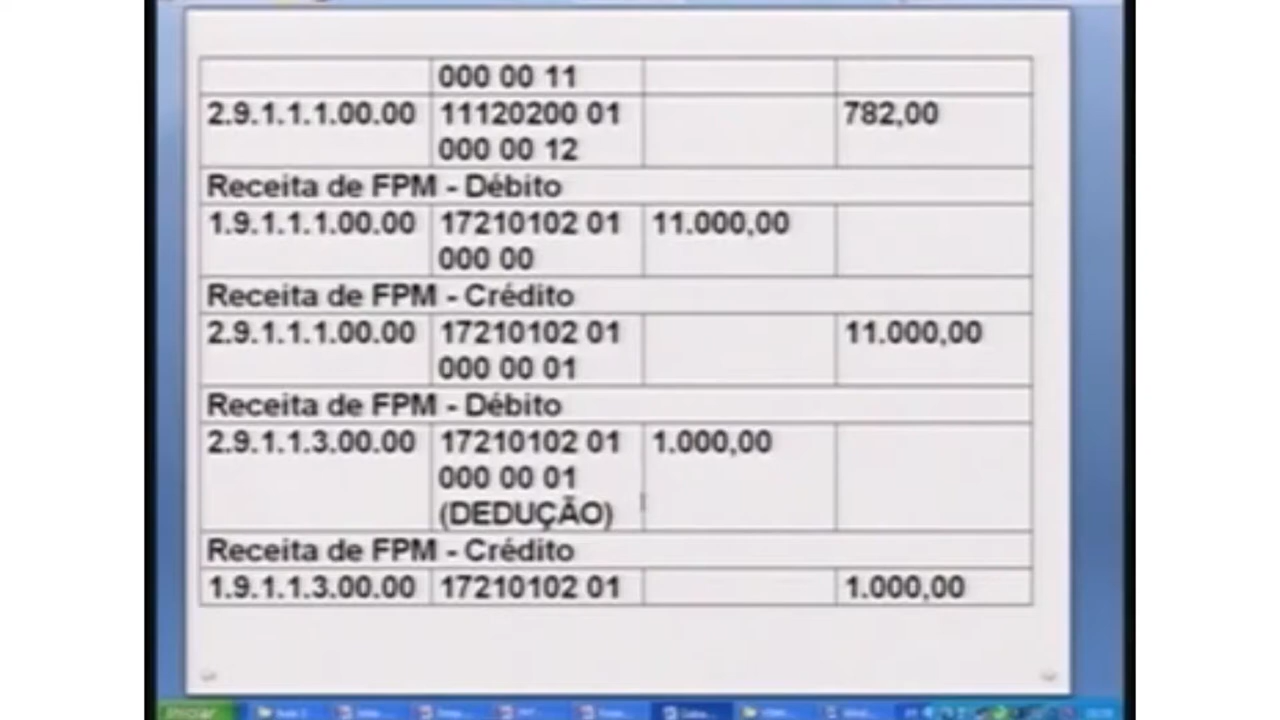 000 00 11
2.9.1.1.1.00.00 11120200 01 782,00
000 00 12
Receita de FPM - Débito
1.9.1.1.1.00.00 17210102 01 11.000,00
000 00
Receita de FPM - Crédito
2.9.1.1.1.00.00 17210102 01 11.000,00
000 00 01
Receita de FPM - Débito
2.9.1.1.3.00.00 17210102 01 1.000,00
000 00 01
(DEDUÇÃO)
Receita de FPM - Crédito
1.9.1.1.3.00.00 17210102 01 1.000,00
Iniciar